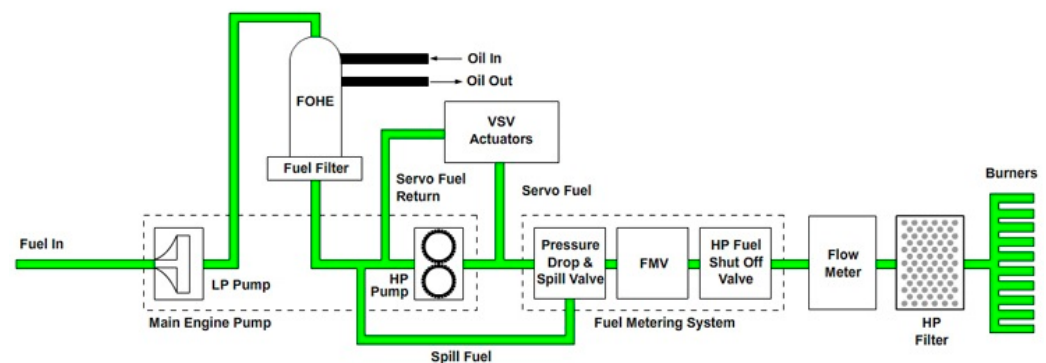 Oil In
Oil Out
FOHE
VSV
Actuators
Fuel Filter
Servo Fuel
Return
Servo Fuel
Burners
Fuel In
LP Pump
HP
Pump
Pressure
Drop &
Spill Valve
FMV
HP Fuel
Shut Off
Valve
Flow
Meter
Main Engine Pump
Fuel Metering System
HP
Filter
Spill Fuel